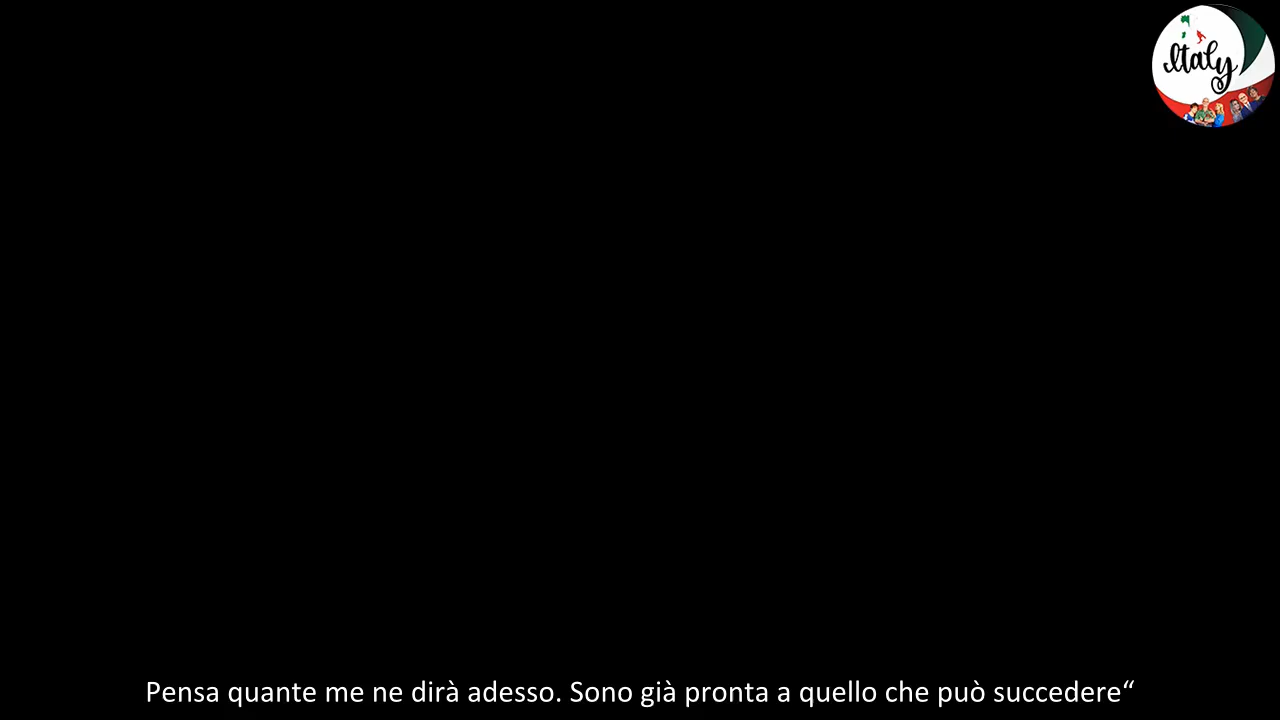 Italy
Pensa quante me ne dirà adesso. Sono già pronta a quello che può succedere“